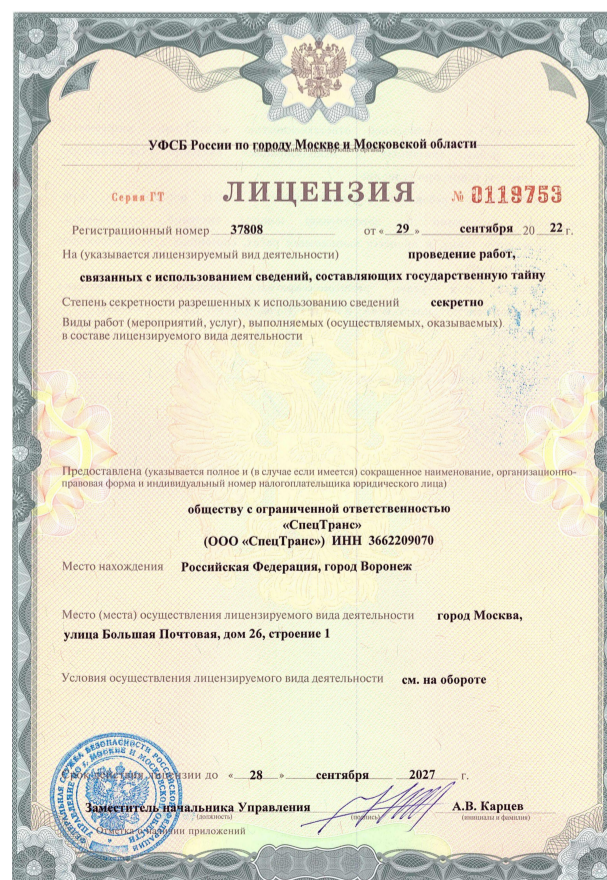 УФСБ России по городу Москве и Московской области
(наименование лицензирующего органа)
Серия ГТ ЛИЦЕНЗИЯ № 0119753
Регистрационный номер 37808 от « 29 » сентября 20 22 г.
На (указывается лицензируемый вид деятельности) проведение работ,
связанных с использованием сведений, составляющих государственную тайну
Степень секретности разрешенных к использованию сведений секретно
Виды работ (мероприятий, услуг), выполняемых (осуществляемых, оказываемых)
в составе лицензируемого вида деятельности
Предоставлена (указывается полное и (в случае если имеется) сокращенное наименование, организационно-
правовая форма и индивидуальный номер налогоплательщика юридического лица)
обществу с ограниченной ответственностью
«СпецТранс»
(ООО «СпецТранс») ИНН 3662209070
Место нахождения Российская Федерация, город Воронеж
Место (места) осуществления лицензируемого вида деятельности город Москва,
улица Большая Почтовая, дом 26, строение 1
Условия осуществления лицензируемого вида деятельности см. на обороте
Срок действия лицензии до « 28 » сентября 2027 г.
Заместитель начальника Управления А.В. Карцев
(должность) (подпись) (инициалы и фамилия)
Отметка о наличии приложений